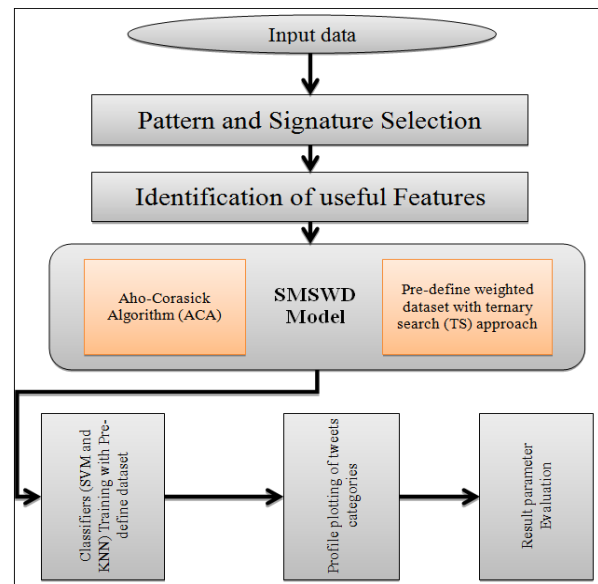 Input data
Pattern and Signature Selection
Identification of useful Features
Aho-Corasick
Algorithm (ACA)
SMSWD
Model
Pre-define weighted
dataset with ternary
search (TS) approach
Classifiers (SVM and
KNN) Training with Pre-
define dataset
Profile plotting of tweets
categories
Result parameter
Evaluation